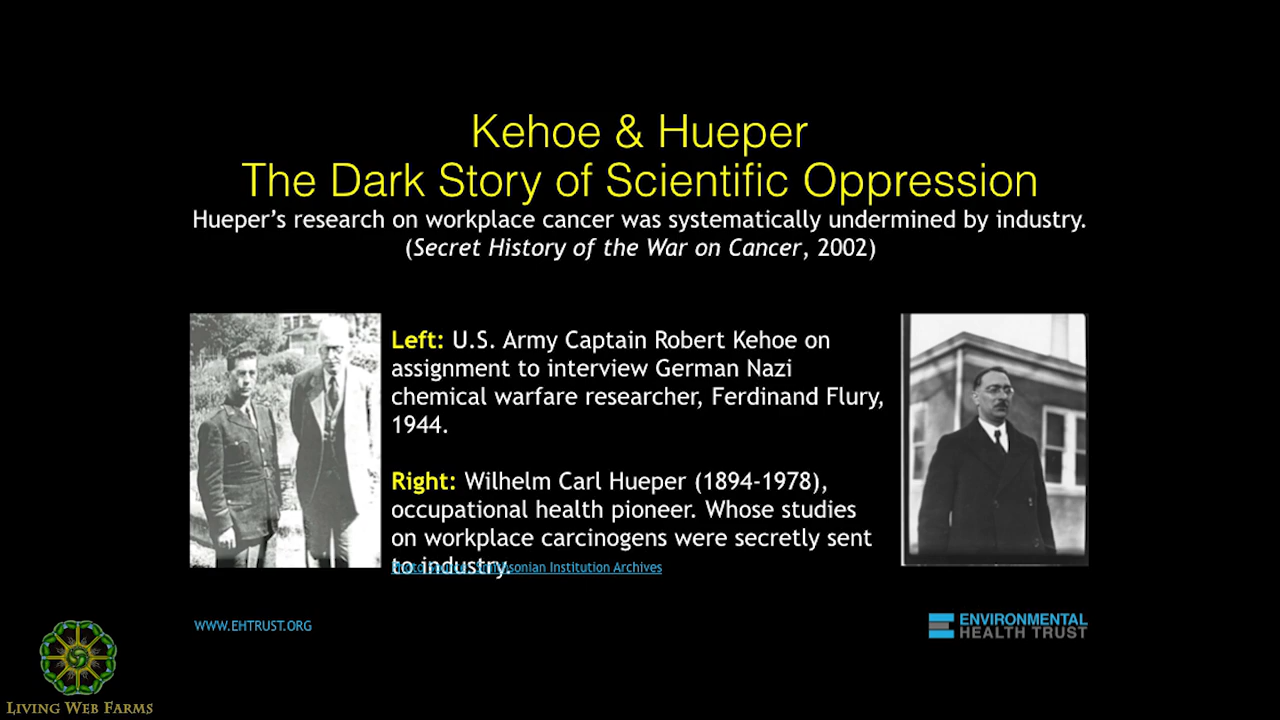 Kehoe & Hueper
The Dark Story of Scientific Oppression
Hueper’s research on workplace cancer was systematically undermined by industry.
(Secret History of the War on Cancer, 2002)
Left: U.S. Army Captain Robert Kehoe on
assignment to interview German Nazi
chemical warfare researcher, Ferdinand Flury,
1944.
Right: Wilhelm Carl Hueper (1894-1978),
occupational health pioneer. Whose studies
on workplace carcinogens were secretly sent
to industry.
Photo Source: Smithsonian Institution Archives
WWW.EHTRUST.ORG
ENVIRONMENTAL
HEALTH TRUST
LIVING WEB FARMS